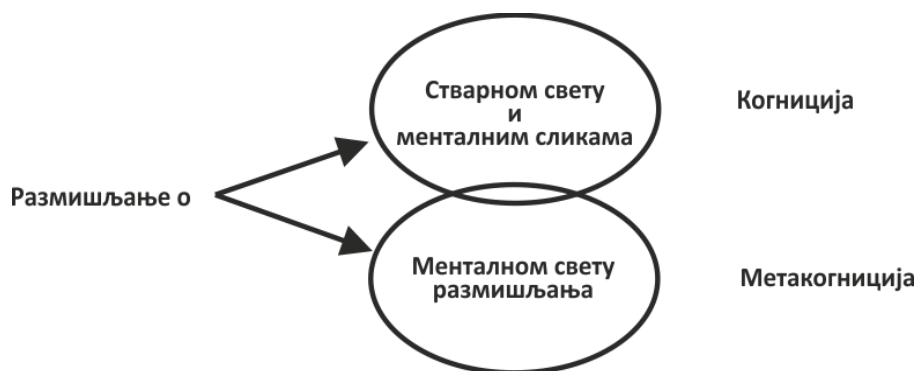 Стварном свету
и
менталним сликама
Когниција
Размишљање о
Менталном свету
размишљања
Метакогниција